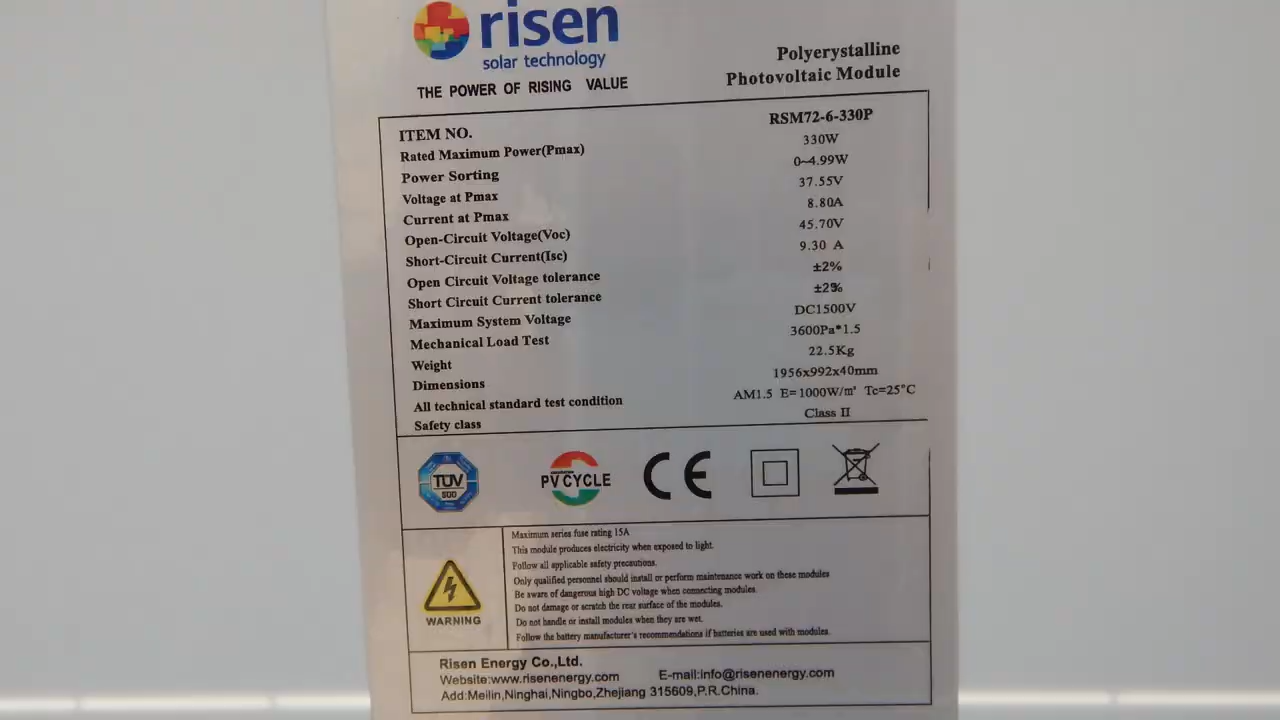 risen
solar technology
THE POWER OF RISING VALUE
Polyerystalline
Photovoltaic Module
ITEM NO. RSM72-6-330P
Rated Maximum Power(Pmax) 330W
Power Sorting 0~4.99W
Voltage at Pmax 37.55V
Current at Pmax 8.80A
Open-Circuit Voltage(Voc) 45.70V
Short-Circuit Current(Isc) 9.30 A
Open Circuit Voltage tolerance ±2%
Short Circuit Current tolerance ±2%
Maximum System Voltage DC1500V
Mechanical Load Test 3600Pa*1.5
Weight 22.5Kg
Dimensions 1956x992x40mm
All technical standard test condition AM1.5 E=1000W/m² Tc=25°C
Safety class Class II
TÜV
SÜD
PV CYCLE
CE
Maximum series fuse rating 15A
This module produces electricity when exposed to light.
Follow all applicable safety precautions.
Only qualified personnel should install or perform maintenance work on these modules
Be aware of dangerous high DC voltage when connecting modules.
Do not damage or scratch the rear surface of the modules.
Do not handle or install modules when they are wet.
Follow the battery manufacturer's recommendations if batteries are used with modules.
WARNING
Risen Energy Co.,Ltd.
Website:www.risenenergy.com E-mail:info@risenenergy.com
Add:Meilin,Ninghai,Ningbo,Zhejiang 315609,P.R.China.